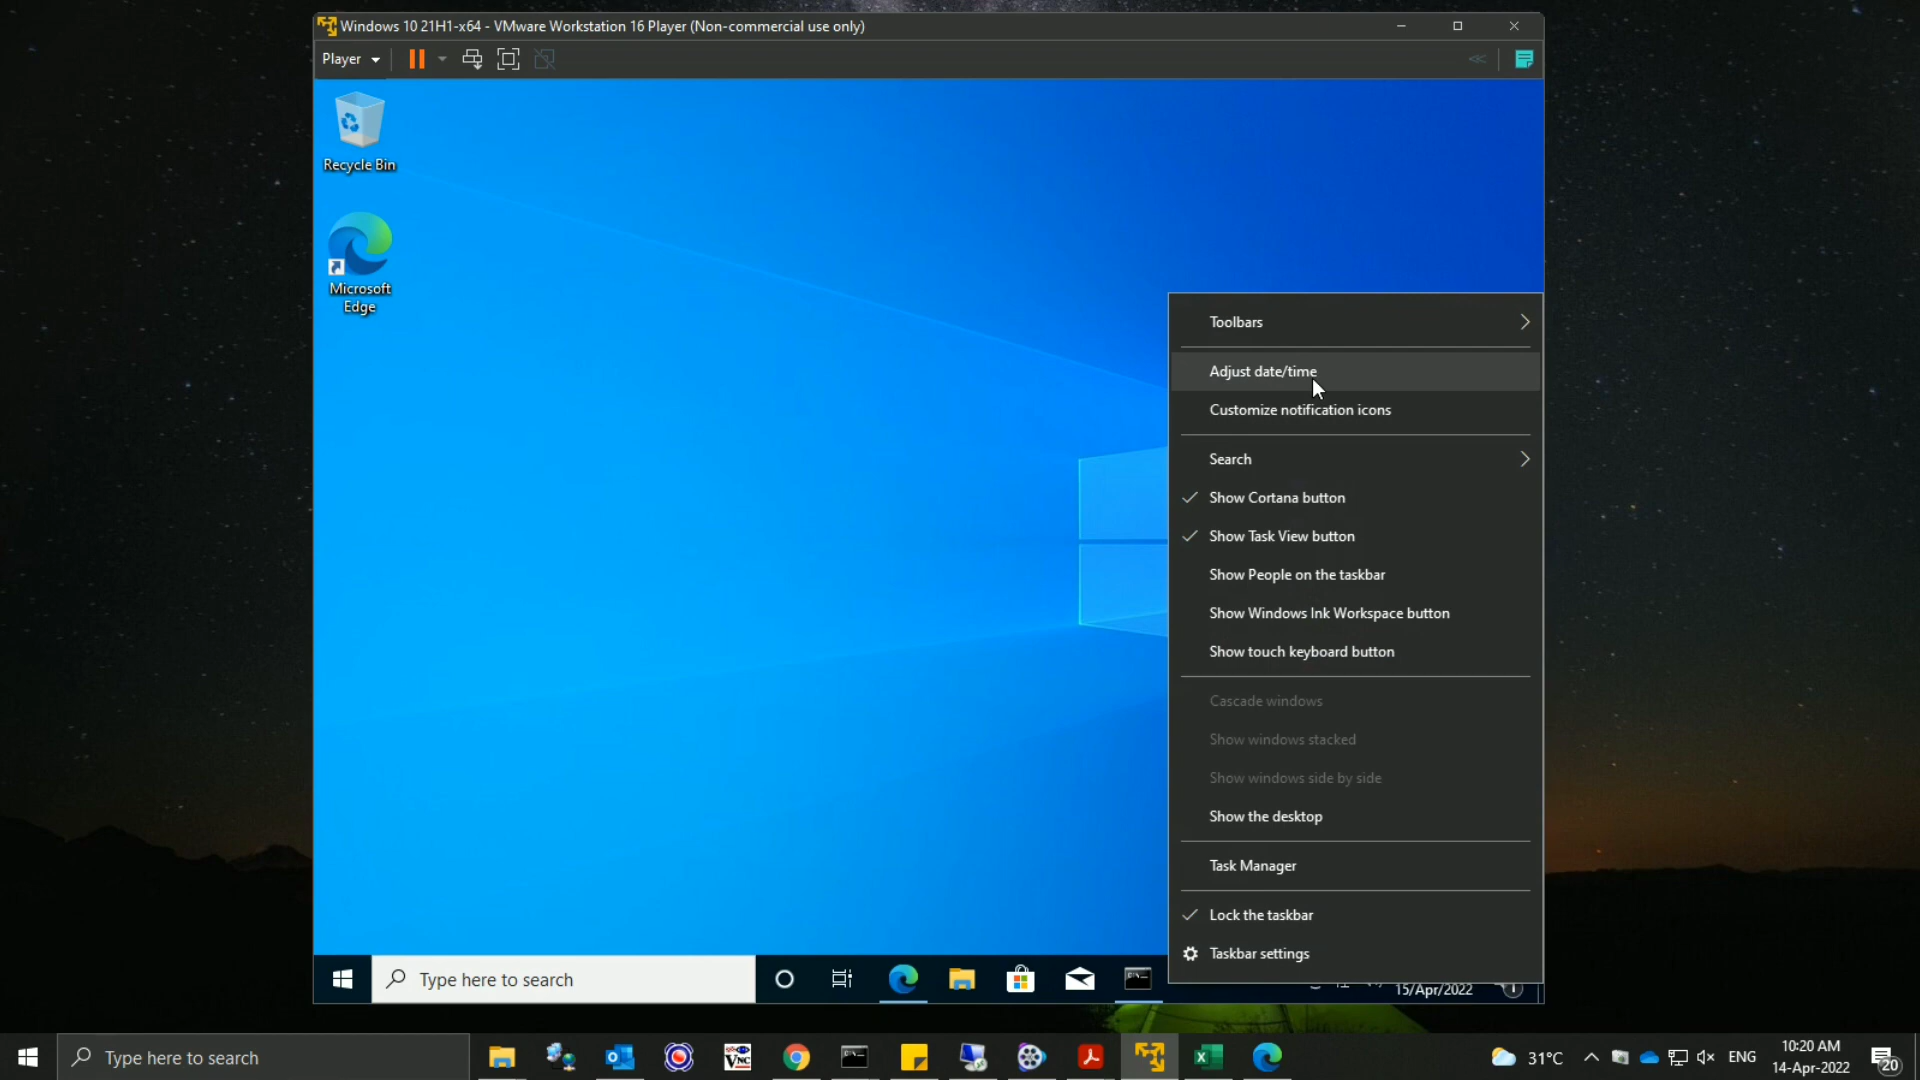 Windows 10 21H1-x64 - VMware Workstation 16 Player (Non-commercial use only)
Player
Recycle Bin
Microsoft
Edge
Toolbars
Adjust date/time
Customize notification icons
Search
Show Cortana button
Show Task View button
Show People on the taskbar
Show Windows Ink Workspace button
Show touch keyboard button
Cascade windows
Show windows stacked
Show windows side by side
Show the desktop
Task Manager
Lock the taskbar
Taskbar settings
Type here to search
15/Apr/2022
1
Type here to search
VNC
31°C
ENG
10:20 AM
14-Apr-2022
20